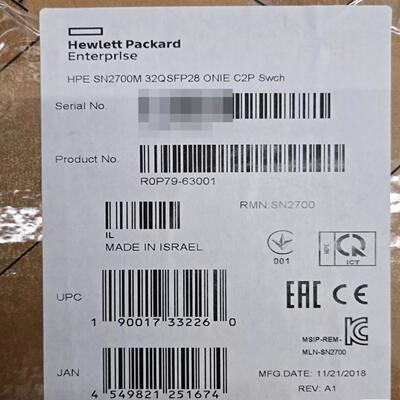 Hewlett Packard
Enterprise
HPE SN2700M 32QSFP28 ONIE C2P Swch
Serial No.
Product No.
R0P79-63001
RMN:SN2700
IL
MADE IN ISRAEL
001
HPE
ICT
UPC
1 90017 33226 0
EAC CE
MSIP-REM-
MLN-SN2700
JAN
4 549821 251674
MFG.DATE: 11/21/2018
REV: A1